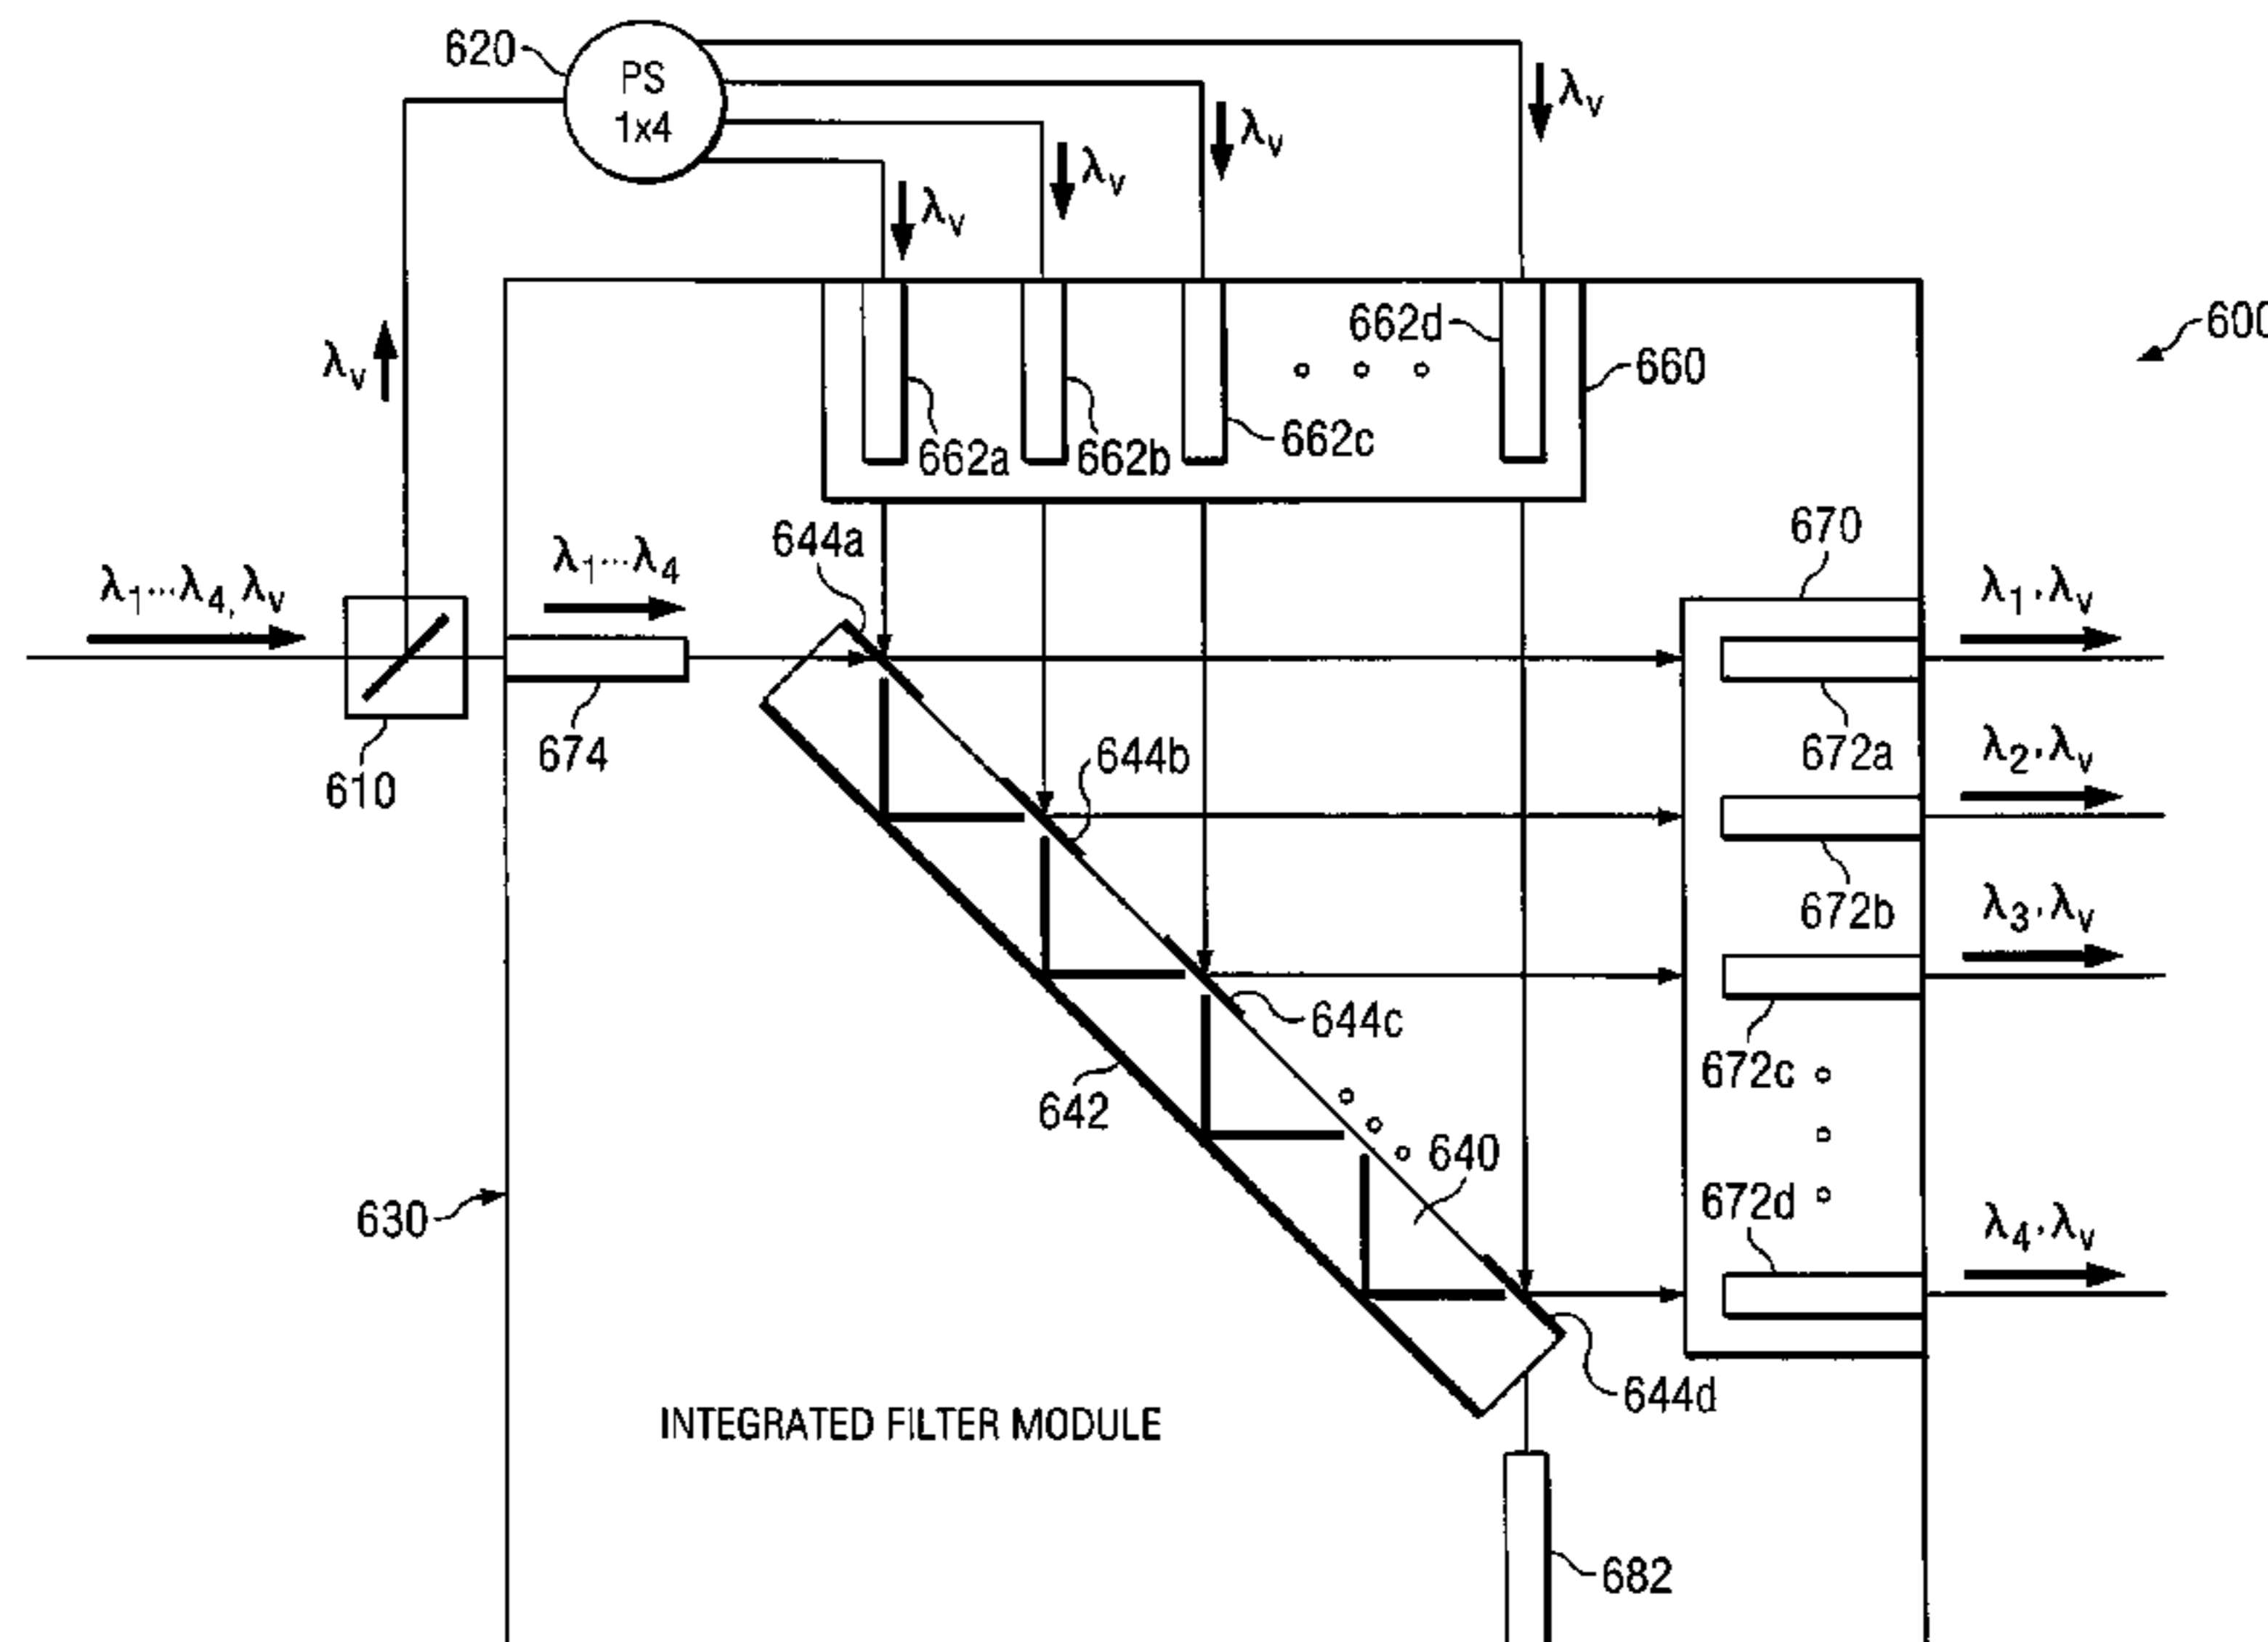 620
PS
1x4
λv
λv
λv
λv
λv
662d
660
600
662a
662b
662c
644a
670
λ1···λ4, λv
λ1···λ4
λ1, λv
674
610
644b
672a
λ2, λv
672b
λ3, λv
644c
672c
642
640
672d
630
λ4, λv
644d
INTEGRATED FILTER MODULE
682